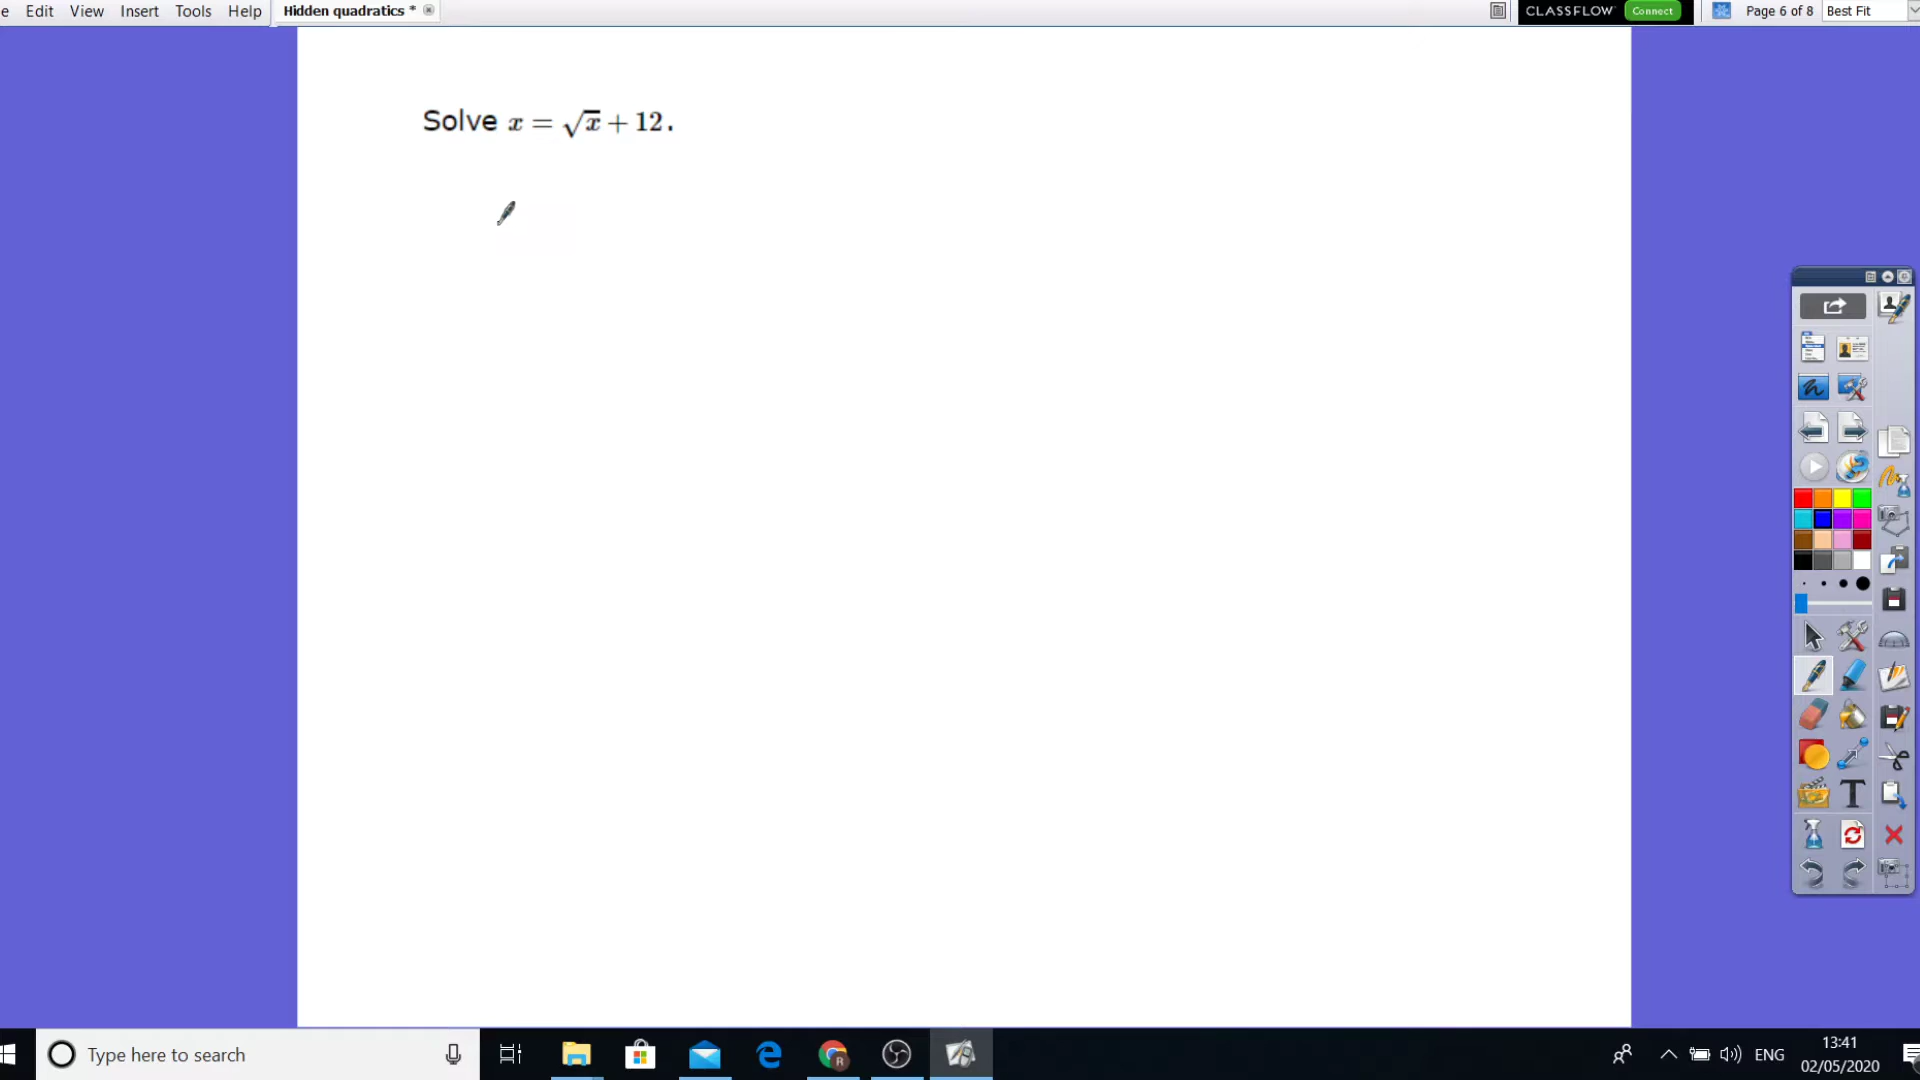 e Edit View Insert Tools Help Hidden quadratics * CLASSFLOW Connect Page 6 of 8 Best Fit
Solve x = √x + 12.
T
Type here to search
R
ENG
13:41
02/05/2020